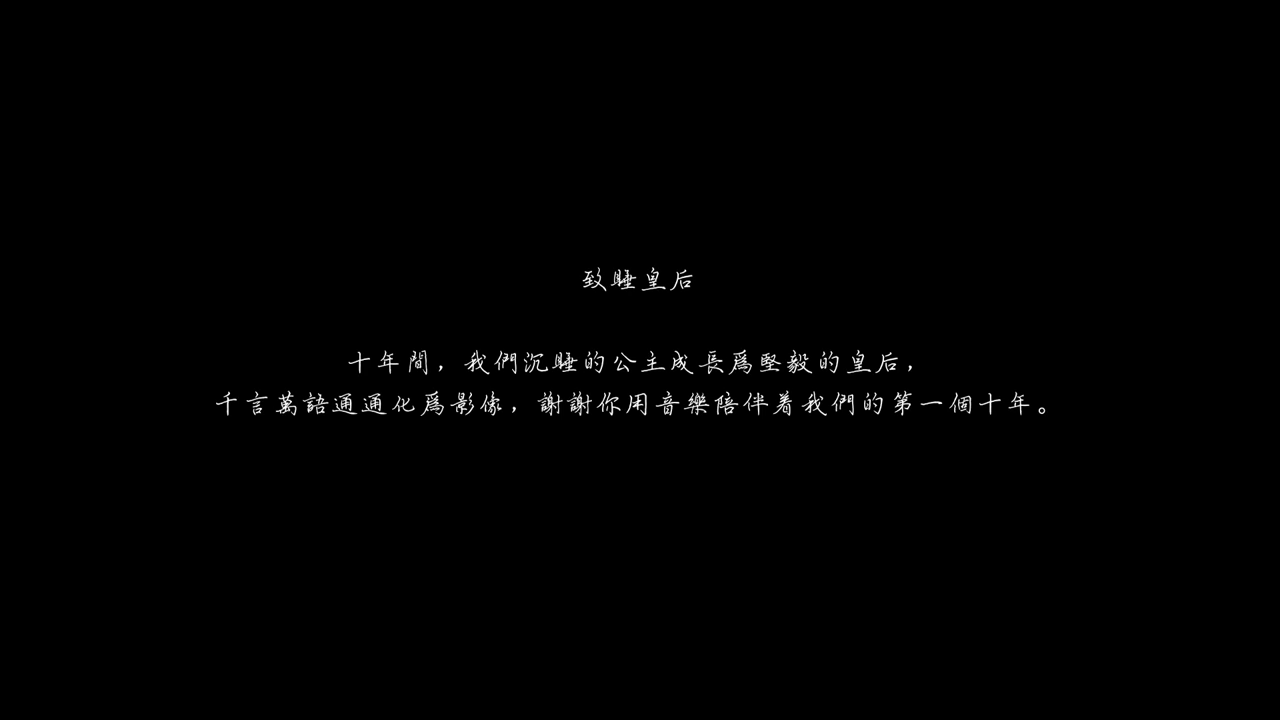 致睡皇后
十年間，我們沉睡的公主成長爲堅毅的皇后，
千言萬語通通化爲影像，謝謝你用音樂陪伴着我們的第一個十年。